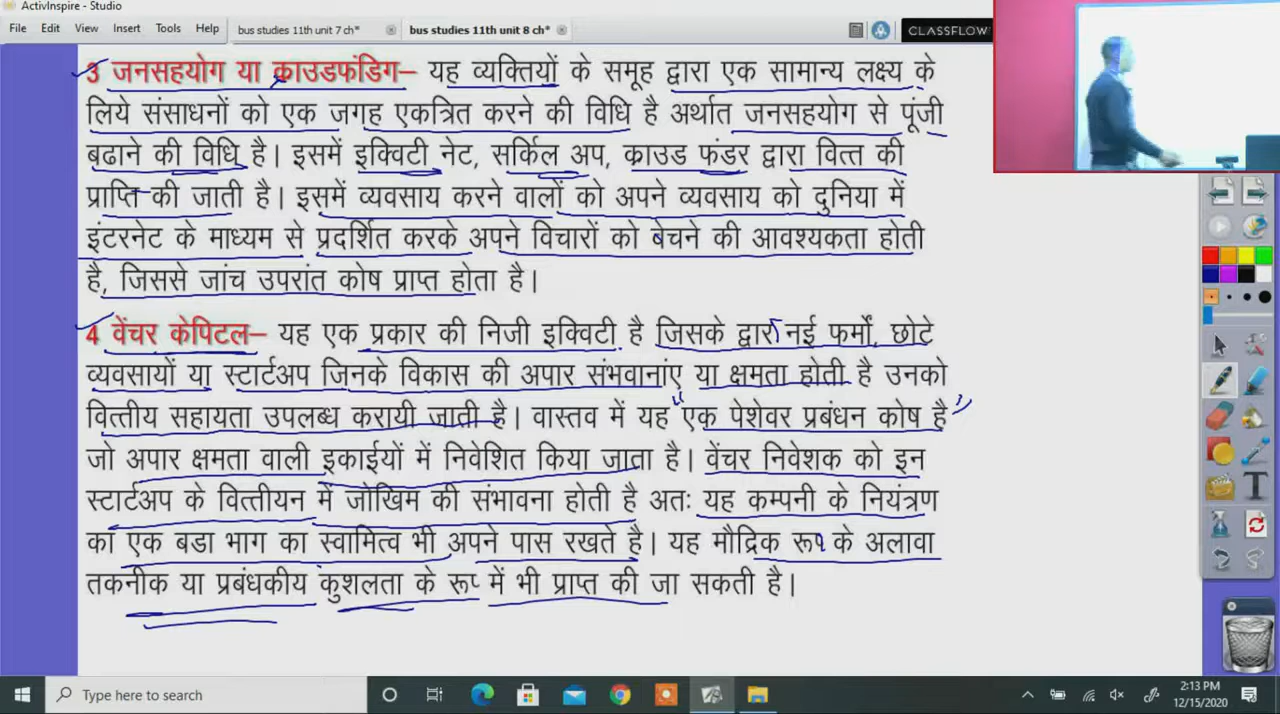 ActivInspire - Studio
File Edit View Insert Tools Help bus studies 11th unit 7 ch* bus studies 11th unit 8 ch* CLASSFLOW
3 जनसहयोग या क्राउडफंडिग– यह व्यक्तियों के समूह द्वारा एक सामान्य लक्ष्य के
लिये संसाधनों को एक जगह एकत्रित करने की विधि है अर्थात जनसहयोग से पूंजी
बढाने की विधि है। इसमें इक्विटी नेट, सर्किल अप, क्राउड फंडर द्वारा वित्त की
प्राप्ति की जाती है। इसमें व्यवसाय करने वालों को अपने व्यवसाय को दुनिया में
इंटरनेट के माध्यम से प्रदर्शित करके अपने विचारों को बेचने की आवश्यकता होती
है, जिससे जांच उपरांत कोष प्राप्त होता है।
4 वेंचर केपिटल– यह एक प्रकार की निजी इक्विटी है जिसके द्वारा नई फर्मों, छोटे
व्यवसायों या स्टार्टअप जिनके विकास की अपार संभवानांए या क्षमता होती है उनको
वित्तीय सहायता उपलब्ध करायी जाती है। वास्तव में यह एक पेशेवर प्रबंधन कोष है
जो अपार क्षमता वाली इकाईयों में निवेशित किया जाता है। वेंचर निवेशक को इन
स्टार्टअप के वित्तीयन में जोखिम की संभावना होती है अतः यह कम्पनी के नियंत्रण
का एक बडा भाग का स्वामित्व भी अपने पास रखते है। यह मौद्रिक रूप के अलावा
तकनीक या प्रबंधकीय कुशलता के रूप में भी प्राप्त की जा सकती है।
Type here to search
2:13 PM
12/15/2020